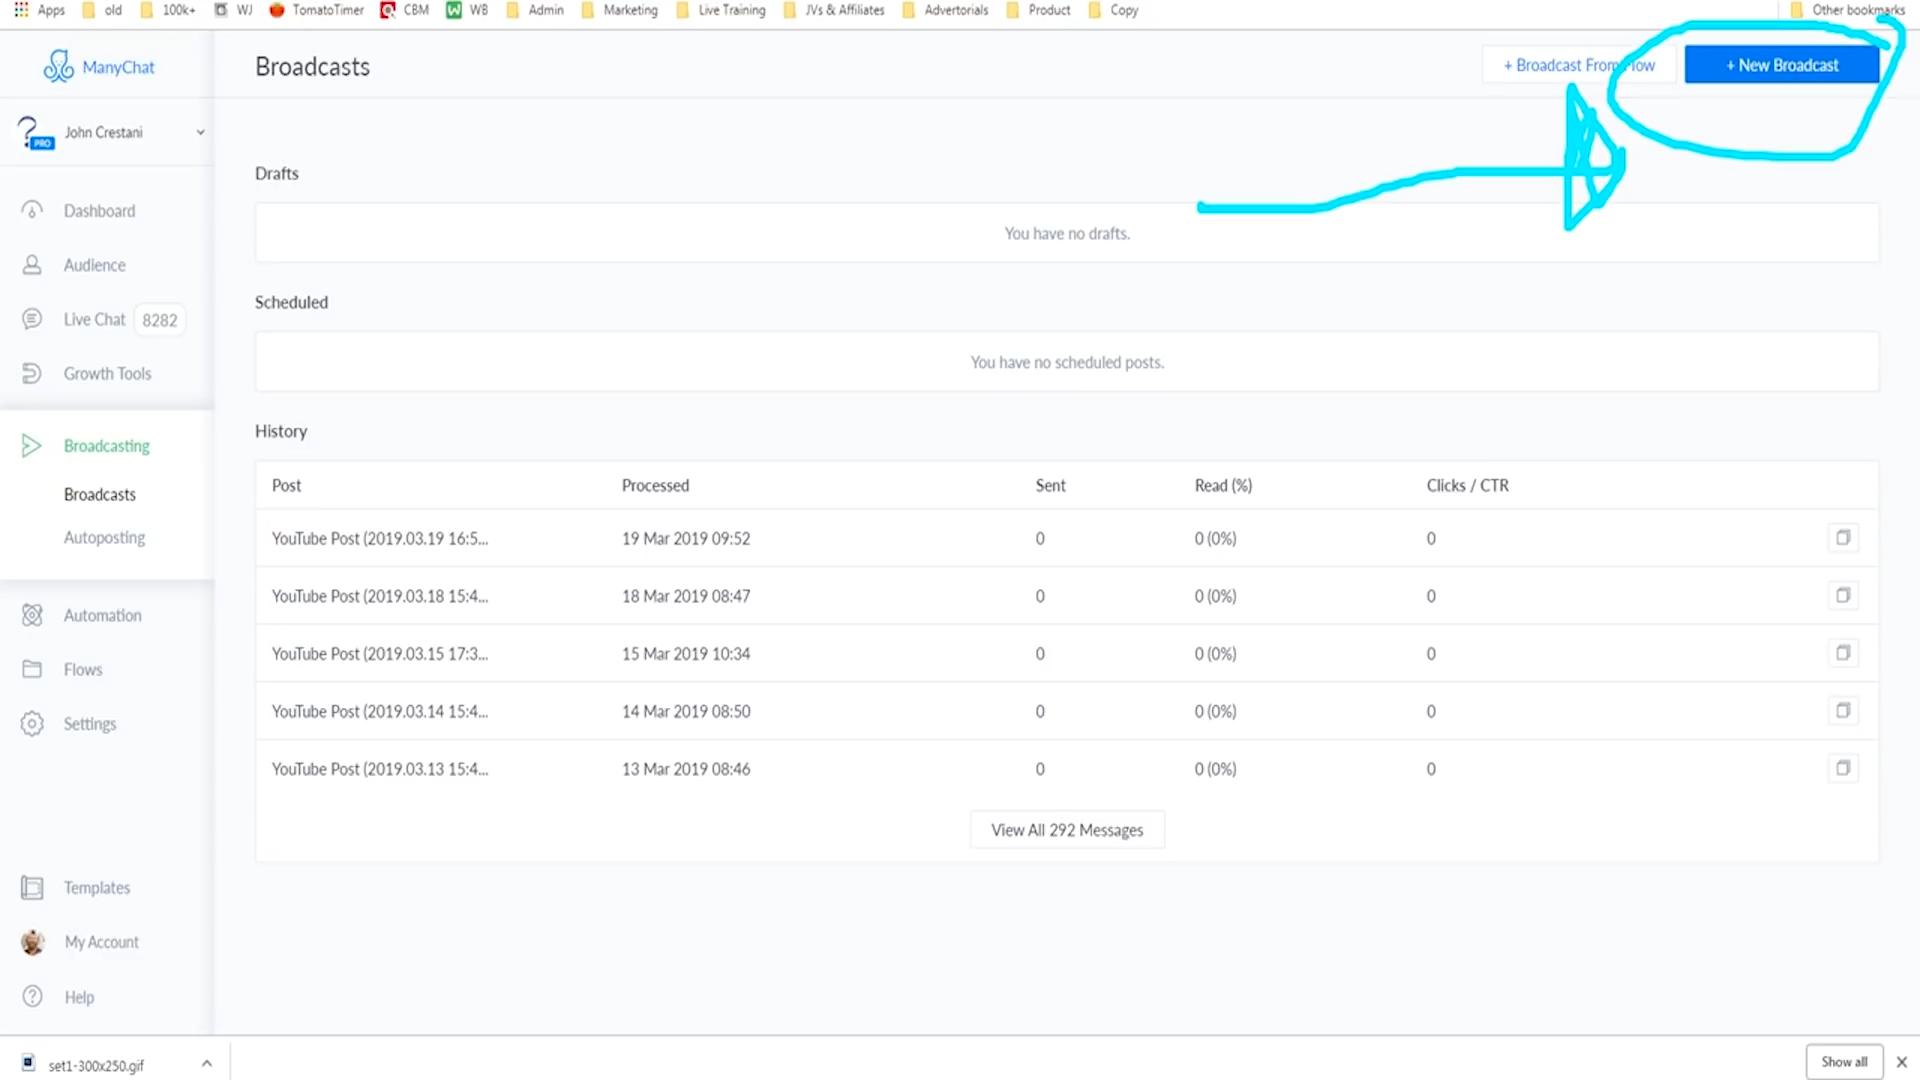 Apps old 100k+ WJ TomatoTimer CBM WB Admin Marketing Live Training JVs & Affiliates Advertorials Product Copy Other bookmarks
ManyChat
Broadcasts
+ Broadcast From Flow
+ New Broadcast
PRO
John Crestani
Dashboard
Audience
Live Chat 8282
Growth Tools
Broadcasting
Broadcasts
Autoposting
Automation
Flows
Settings
Templates
My Account
Help
Drafts
You have no drafts.
Scheduled
You have no scheduled posts.
History
Post Processed Sent Read (%) Clicks / CTR
YouTube Post (2019.03.19 16:5... 19 Mar 2019 09:52 0 0 (0%) 0
YouTube Post (2019.03.18 15:4... 18 Mar 2019 08:47 0 0 (0%) 0
YouTube Post (2019.03.15 17:3... 15 Mar 2019 10:34 0 0 (0%) 0
YouTube Post (2019.03.14 15:4... 14 Mar 2019 08:50 0 0 (0%) 0
YouTube Post (2019.03.13 15:4... 13 Mar 2019 08:46 0 0 (0%) 0
View All 292 Messages
set1-300x250.gif
Show all